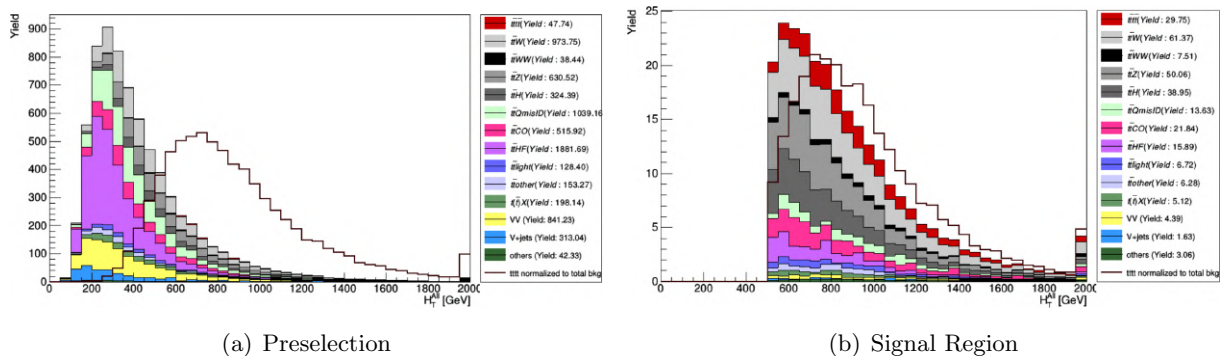 Yield
900
800
700
600
500
400
300
200
100
0
0 200 400 600 800 1000 1200 1400 1600 1800 2000
H_T^All [GeV]
tt̄tt̄(Yield : 47.74)
tt̄W(Yield : 973.75)
tt̄WW(Yield : 38.44)
tt̄Z(Yield : 630.52)
tt̄H(Yield : 324.39)
tt̄QmisID(Yield : 1039.16
tt̄CO(Yield : 515.92)
tt̄HF(Yield : 1881.69)
tt̄light(Yield : 128.40)
tt̄other(Yield : 153.27)
t(t̄)X(Yield : 198.14)
VV (Yield: 841.23)
V+jets (Yield: 313.04)
others (Yield: 42.33)
tttt normalized to total bkg
(a) Preselection
Yield
25
20
15
10
5
0
0 200 400 600 800 1000 1200 1400 1600 1800 2000
H_T^All [GeV]
tt̄tt̄(Yield : 29.75)
tt̄W(Yield : 61.37)
tt̄WW(Yield : 7.51)
tt̄Z(Yield : 50.06)
tt̄H(Yield : 38.95)
tt̄QmisID(Yield : 13.63)
tt̄CO(Yield : 21.84)
tt̄HF(Yield : 15.89)
tt̄light(Yield : 6.72)
tt̄other(Yield : 6.28)
t(t̄)X(Yield : 5.12)
VV (Yield: 4.39)
V+jets (Yield: 1.63)
others (Yield: 3.06)
tttt normalized to total bkg
(b) Signal Region